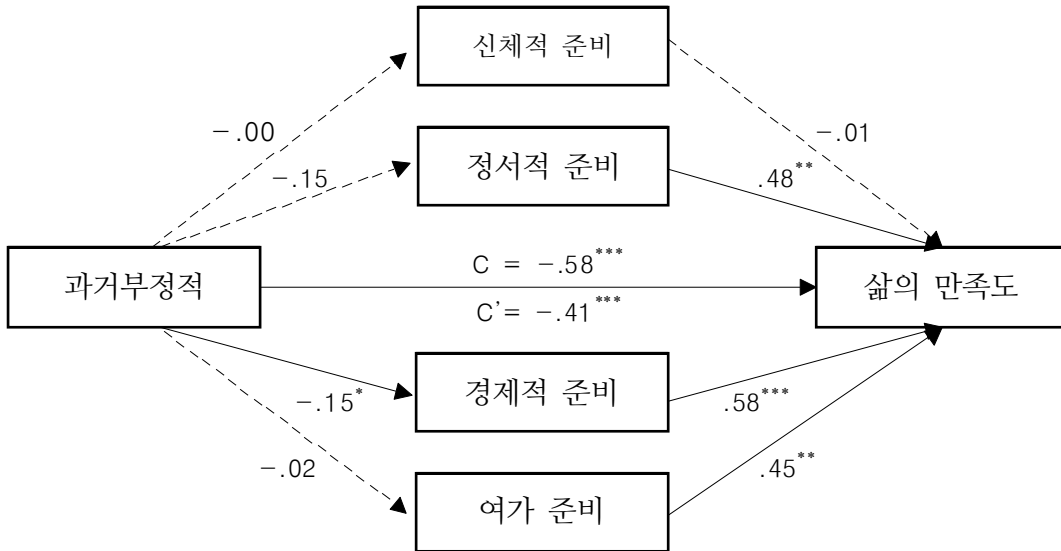 신체적 준비
-.00
-.01
정서적 준비
-.15
.48**
과거부정적
C = -.58***
C'= -.41***
삶의 만족도
경제적 준비
-.15*
.58***
-.02
.45**
여가 준비